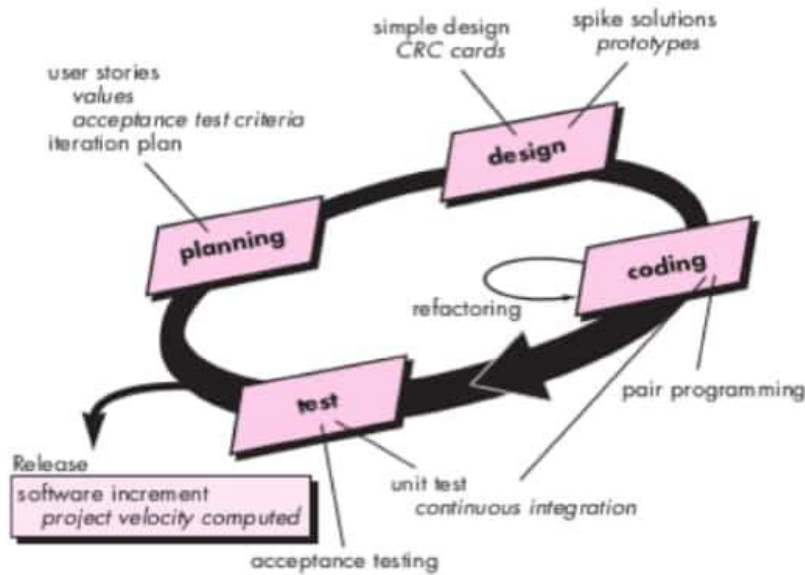 simple design
CRC cards
spike solutions
prototypes
user stories
values
acceptance test criteria
iteration plan
design
planning
coding
refactoring
test
pair programming
Release
software increment
project velocity computed
unit test
continuous integration
acceptance testing